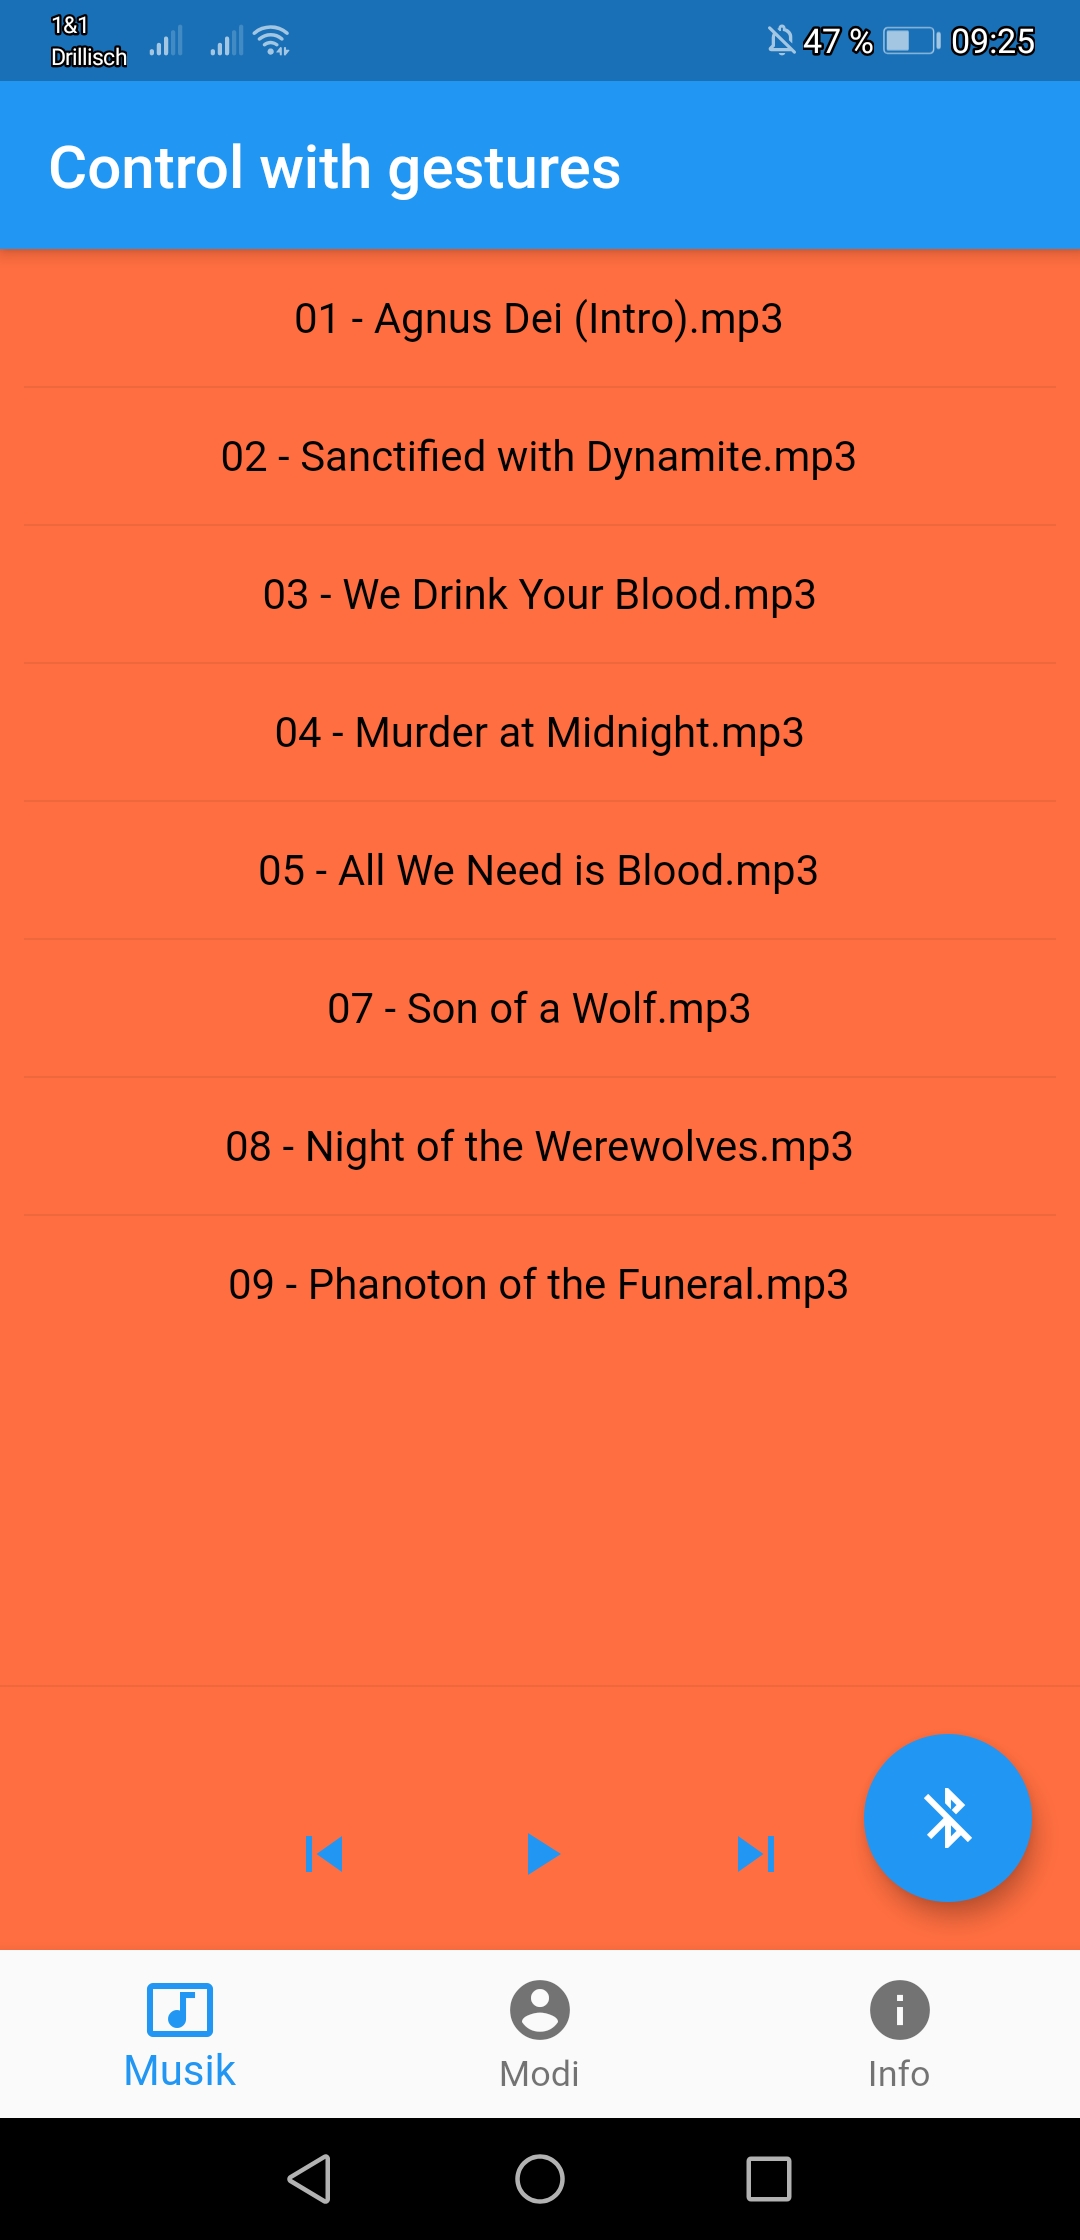 1&1
Drillisch
47 %
09:25
Control with gestures
01 - Agnus Dei (Intro).mp3
02 - Sanctified with Dynamite.mp3
03 - We Drink Your Blood.mp3
04 - Murder at Midnight.mp3
05 - All We Need is Blood.mp3
07 - Son of a Wolf.mp3
08 - Night of the Werewolves.mp3
09 - Phanoton of the Funeral.mp3
Musik
Modi
Info